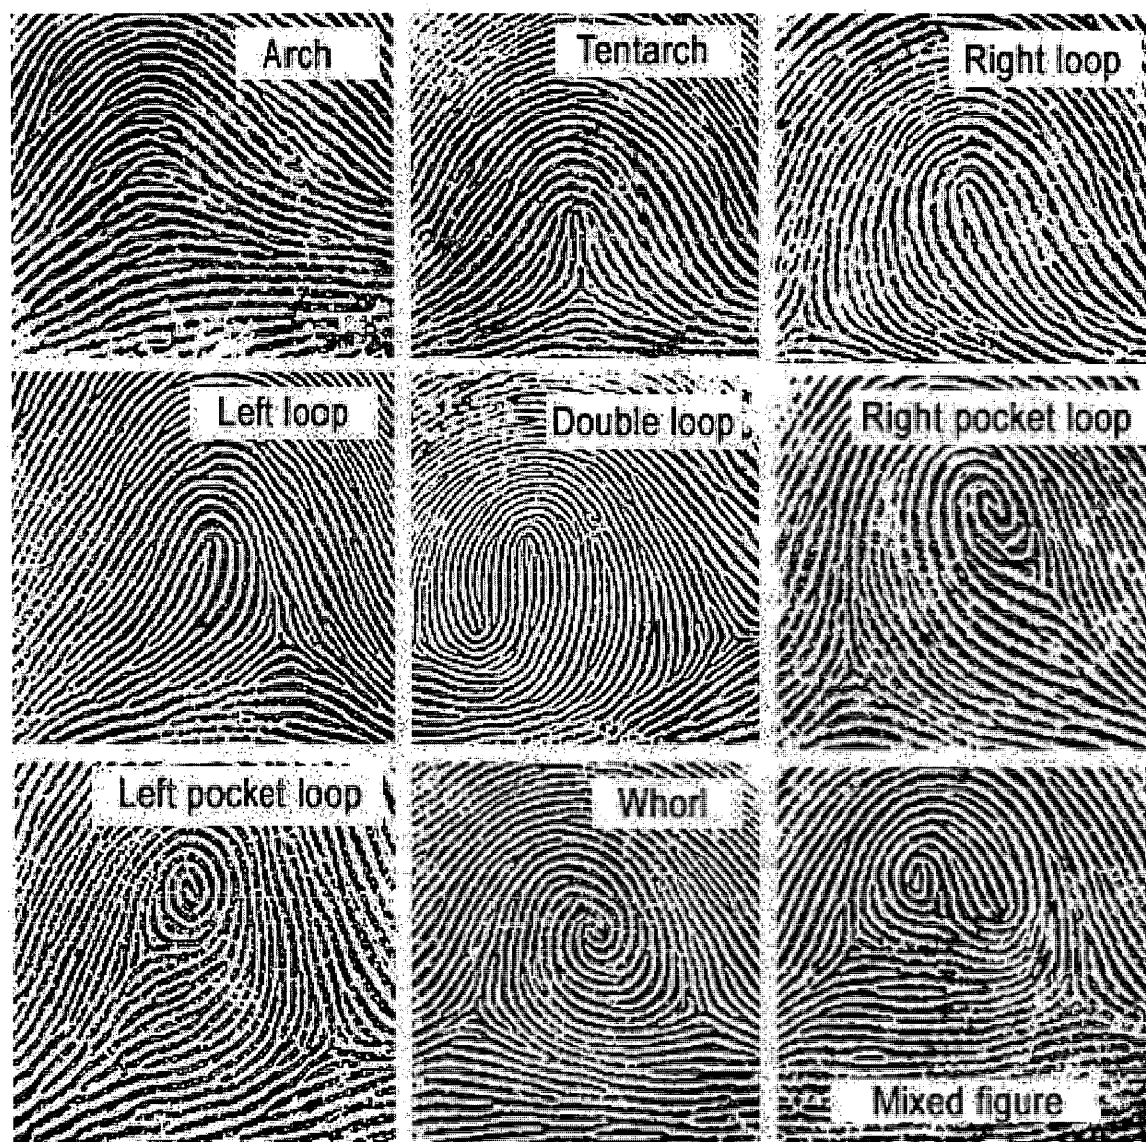 Arch
Tentarch
Right loop
Left loop
Double loop
Right pocket loop
Left pocket loop
Whorl
Mixed figure